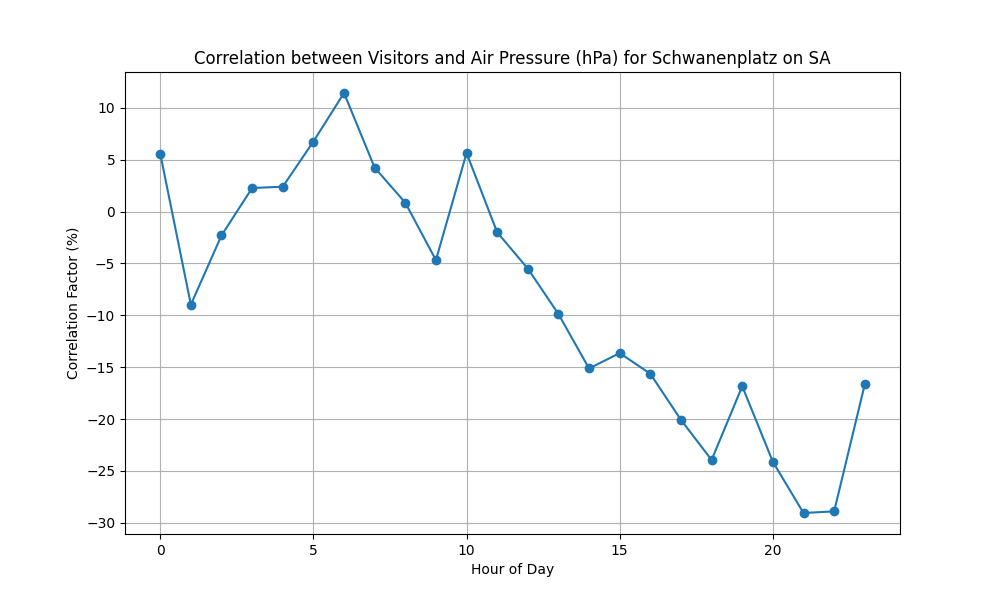 Correlation between Visitors and Air Pressure (hPa) for Schwanenplatz on SA
Correlation Factor (%)
10
5
0
−5
−10
−15
−20
−25
−30
0 5 10 15 20
Hour of Day